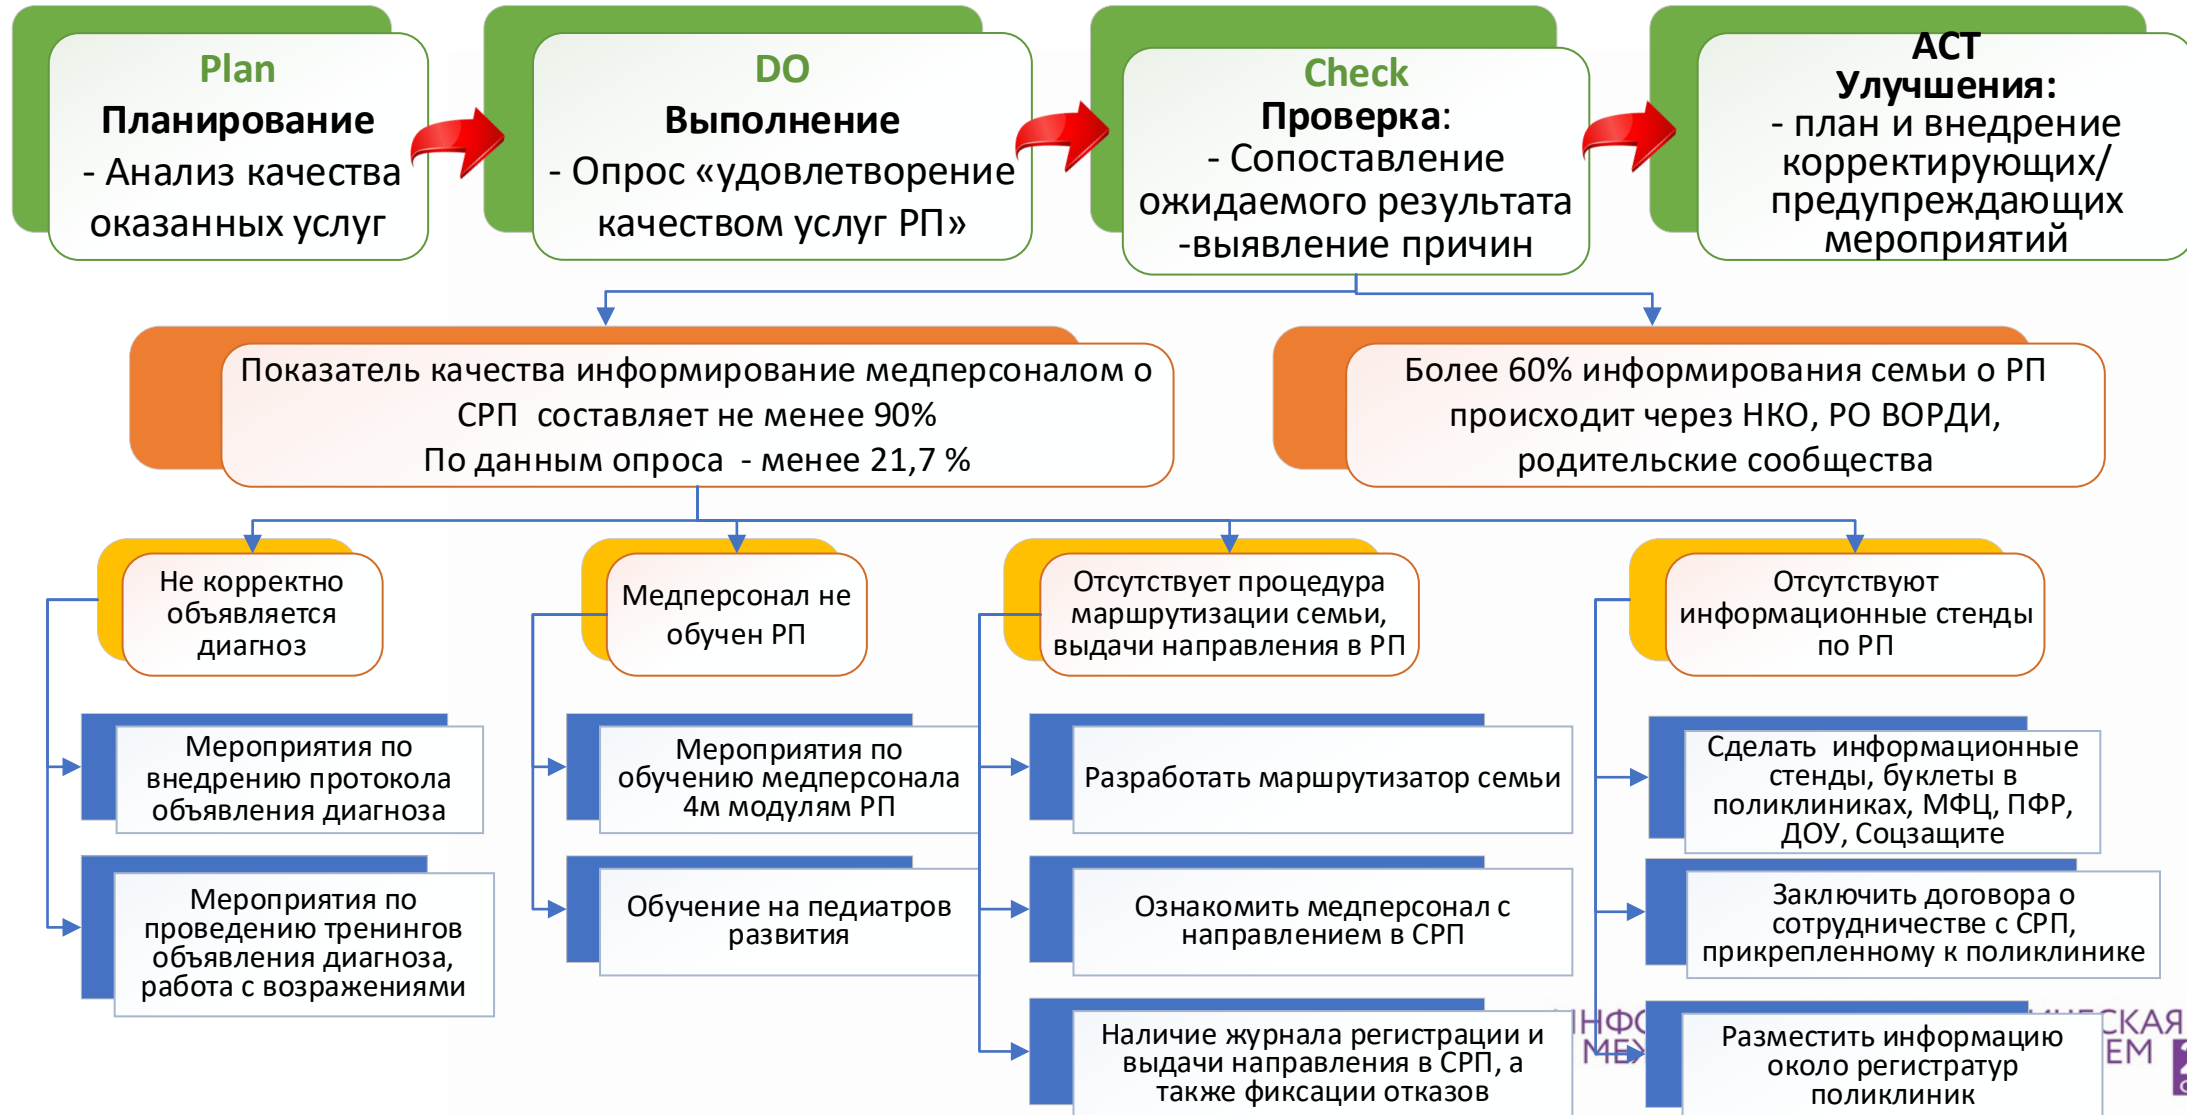 Plan
Планирование
- Анализ качества
оказанных услуг
DO
Выполнение
- Опрос «удовлетворение
качеством услуг РП»
Check
Проверка:
- Сопоставление
ожидаемого результата
-выявление причин
ACT
Улучшения:
- план и внедрение
корректирующих/
предупреждающих
мероприятий
Показатель качества информирование медперсоналом о
СРП составляет не менее 90%
По данным опроса - менее 21,7 %
Более 60% информирования семьи о РП
происходит через НКО, РО ВОРДИ,
родительские сообщества
Не корректно
объявляется
диагноз
Медперсонал не
обучен РП
Отсутствует процедура
маршрутизации семьи,
выдачи направления в РП
Отсутствуют
информационные стенды
по РП
Мероприятия по
внедрению протокола
объявления диагноза
Мероприятия по
проведению тренингов
объявления диагноза,
работа с возражениями
Мероприятия по
обучению медперсонала
4м модулям РП
Обучение на педиатров
развития
Разработать маршрутизатор семьи
Ознакомить медперсонал с
направлением в СРП
Наличие журнала регистрации и
выдачи направления в СРП, а
также фиксации отказов
Сделать информационные
стенды, буклеты в
поликлиниках, МФЦ, ПФР,
ДОУ, Соцзащите
Заключить договора о
сотрудничестве с СРП,
прикрепленному к поликлинике
Разместить информацию
около регистратур
поликлиник